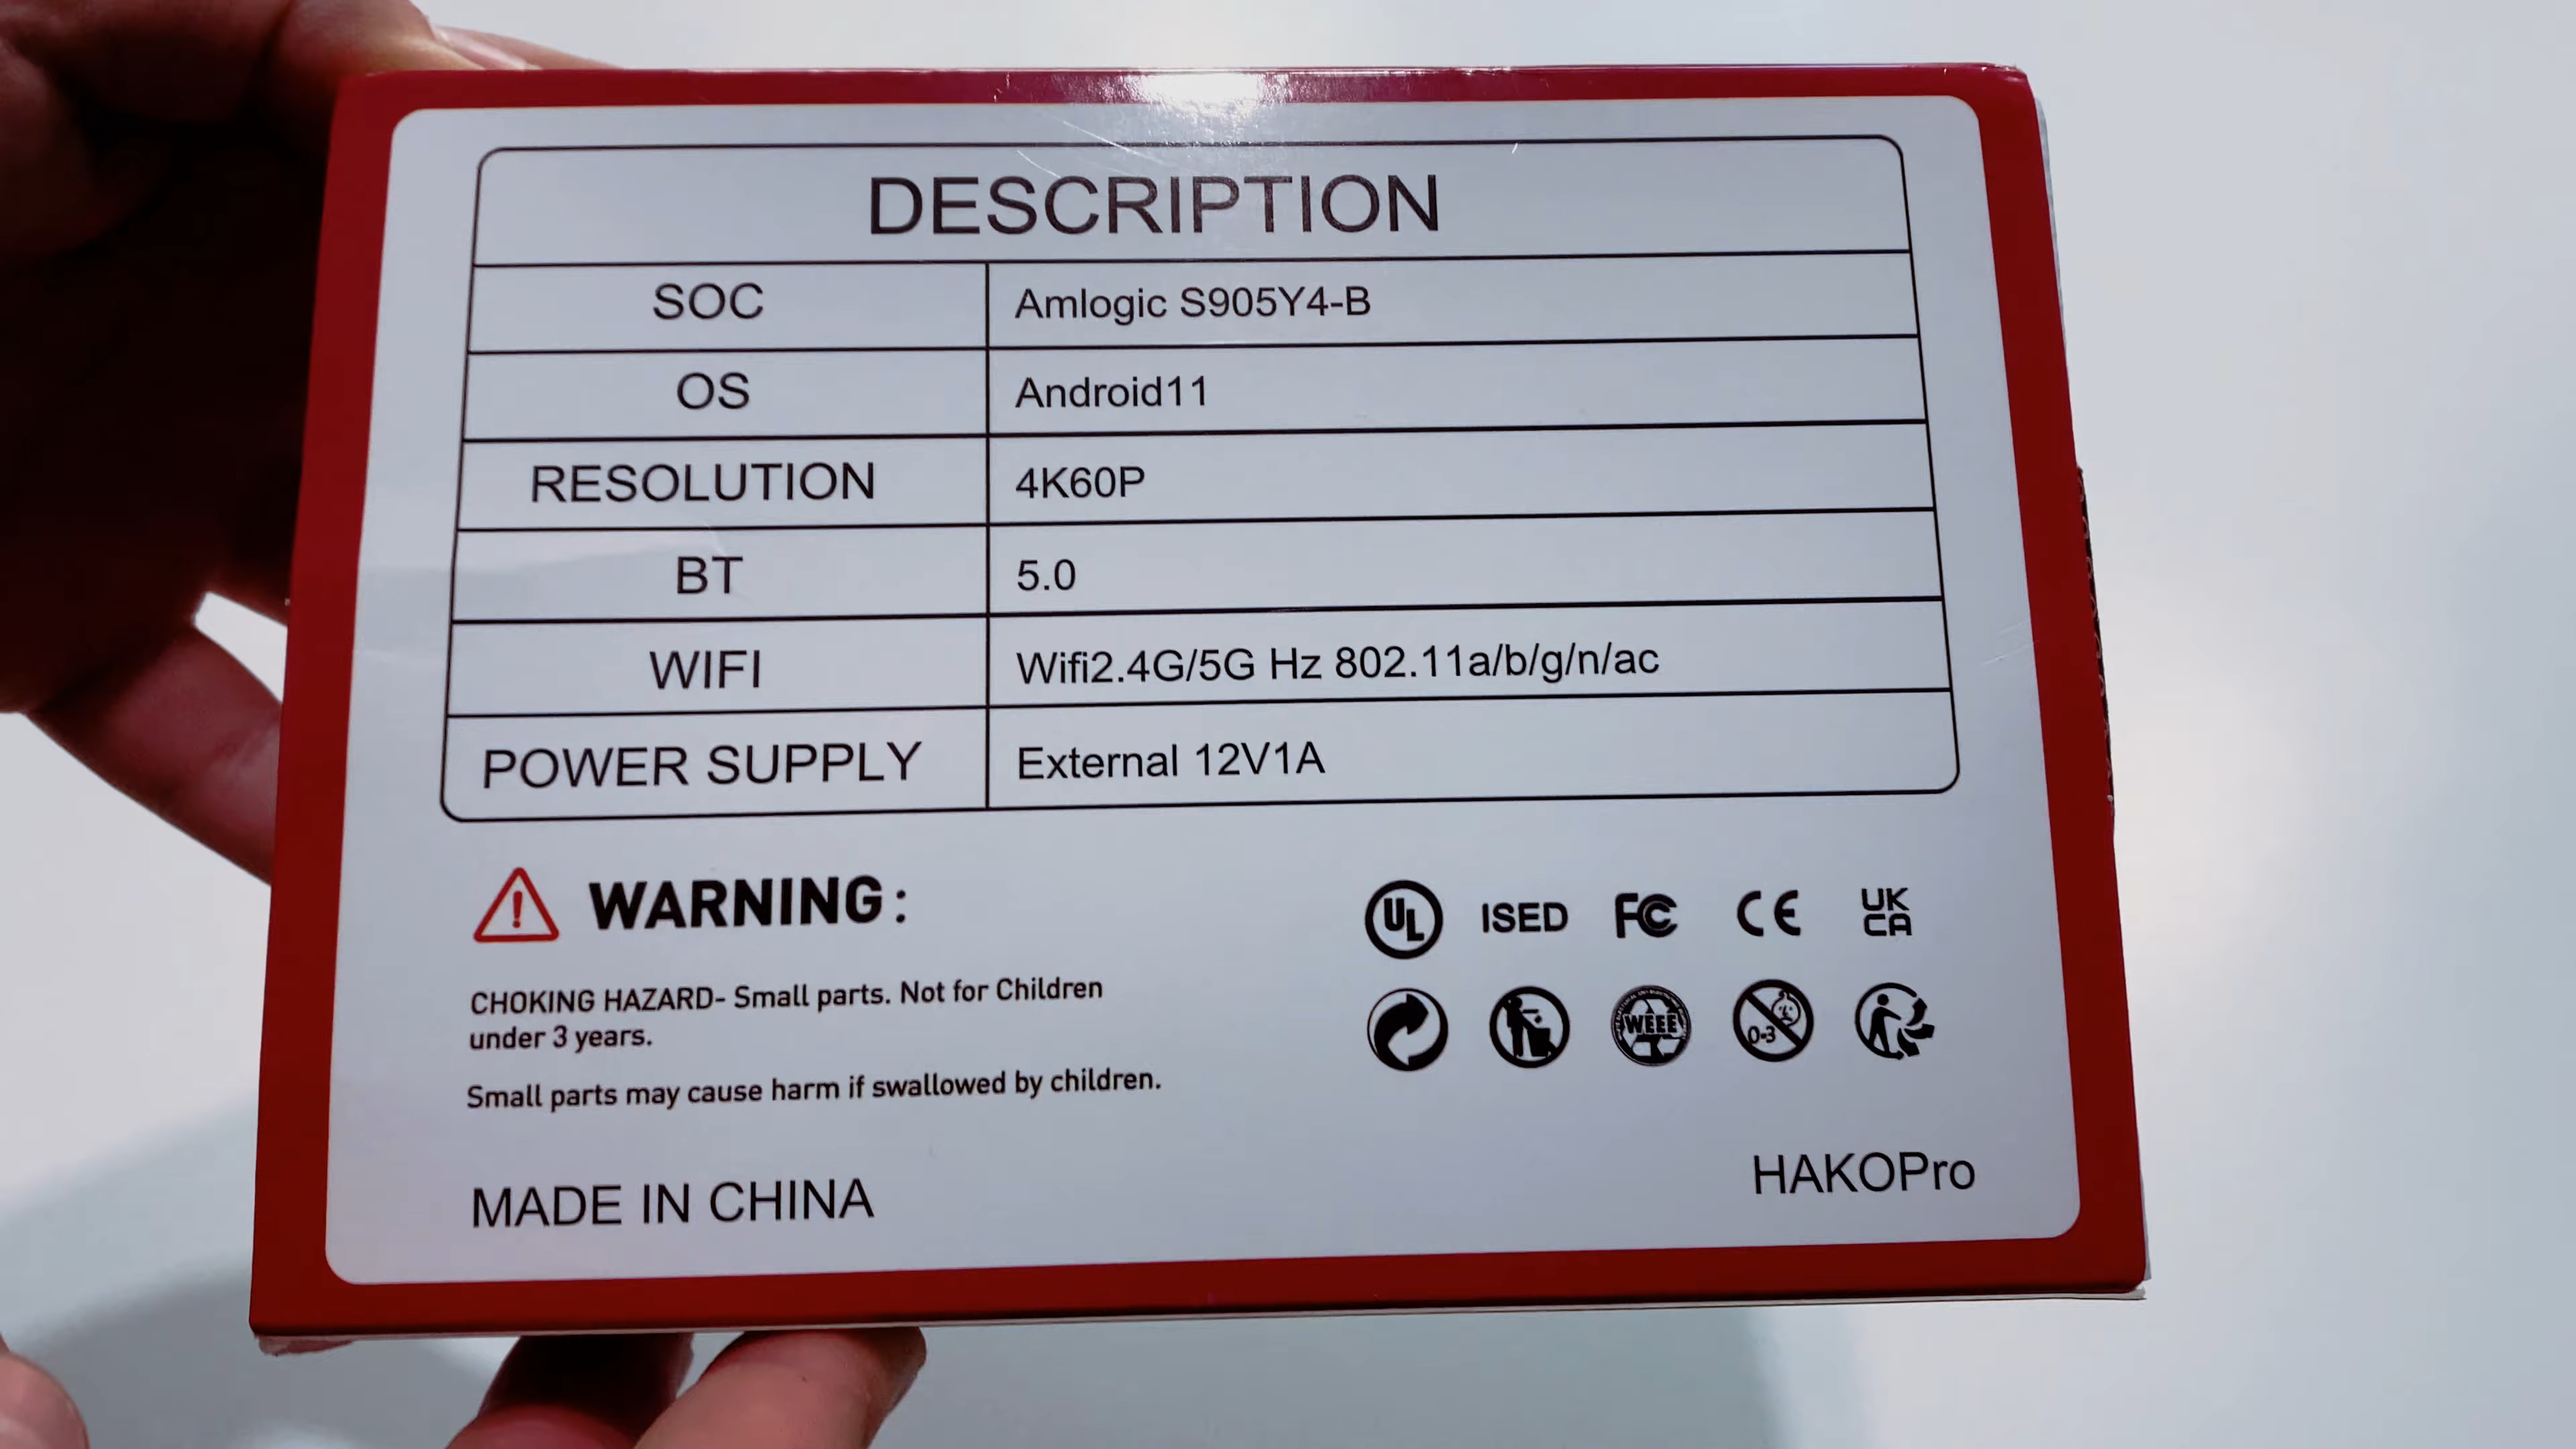 DESCRIPTION
SOC Amlogic S905Y4-B
OS Android11
RESOLUTION 4K60P
BT 5.0
WIFI Wifi2.4G/5G Hz 802.11a/b/g/n/ac
POWER SUPPLY External 12V1A
WARNING:
CHOKING HAZARD- Small parts. Not for Children
under 3 years.
Small parts may cause harm if swallowed by children.
UL ISED FC CE UK
CA
WEEE 0-3
MADE IN CHINA
HAKOPro